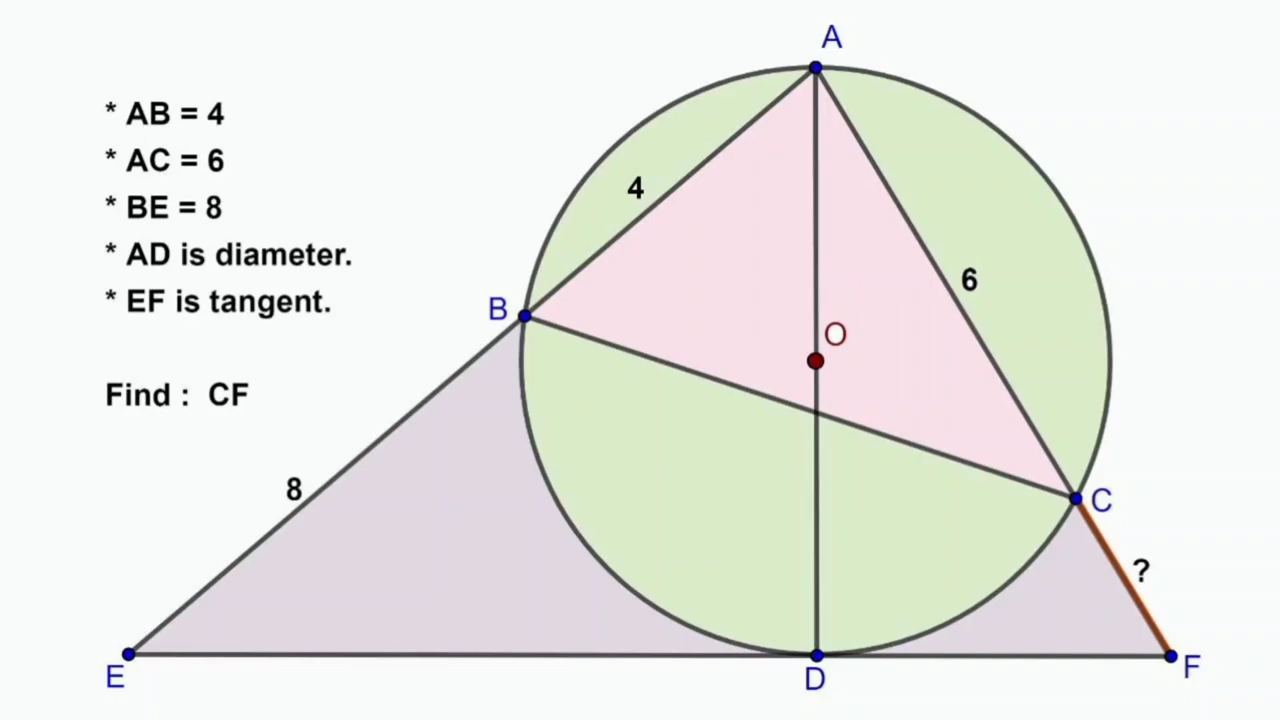 A
* AB = 4
* AC = 6
4
* BE = 8
* AD is diameter.
6
* EF is tangent.
B
O
Find : CF
8
C
?
E
D
F